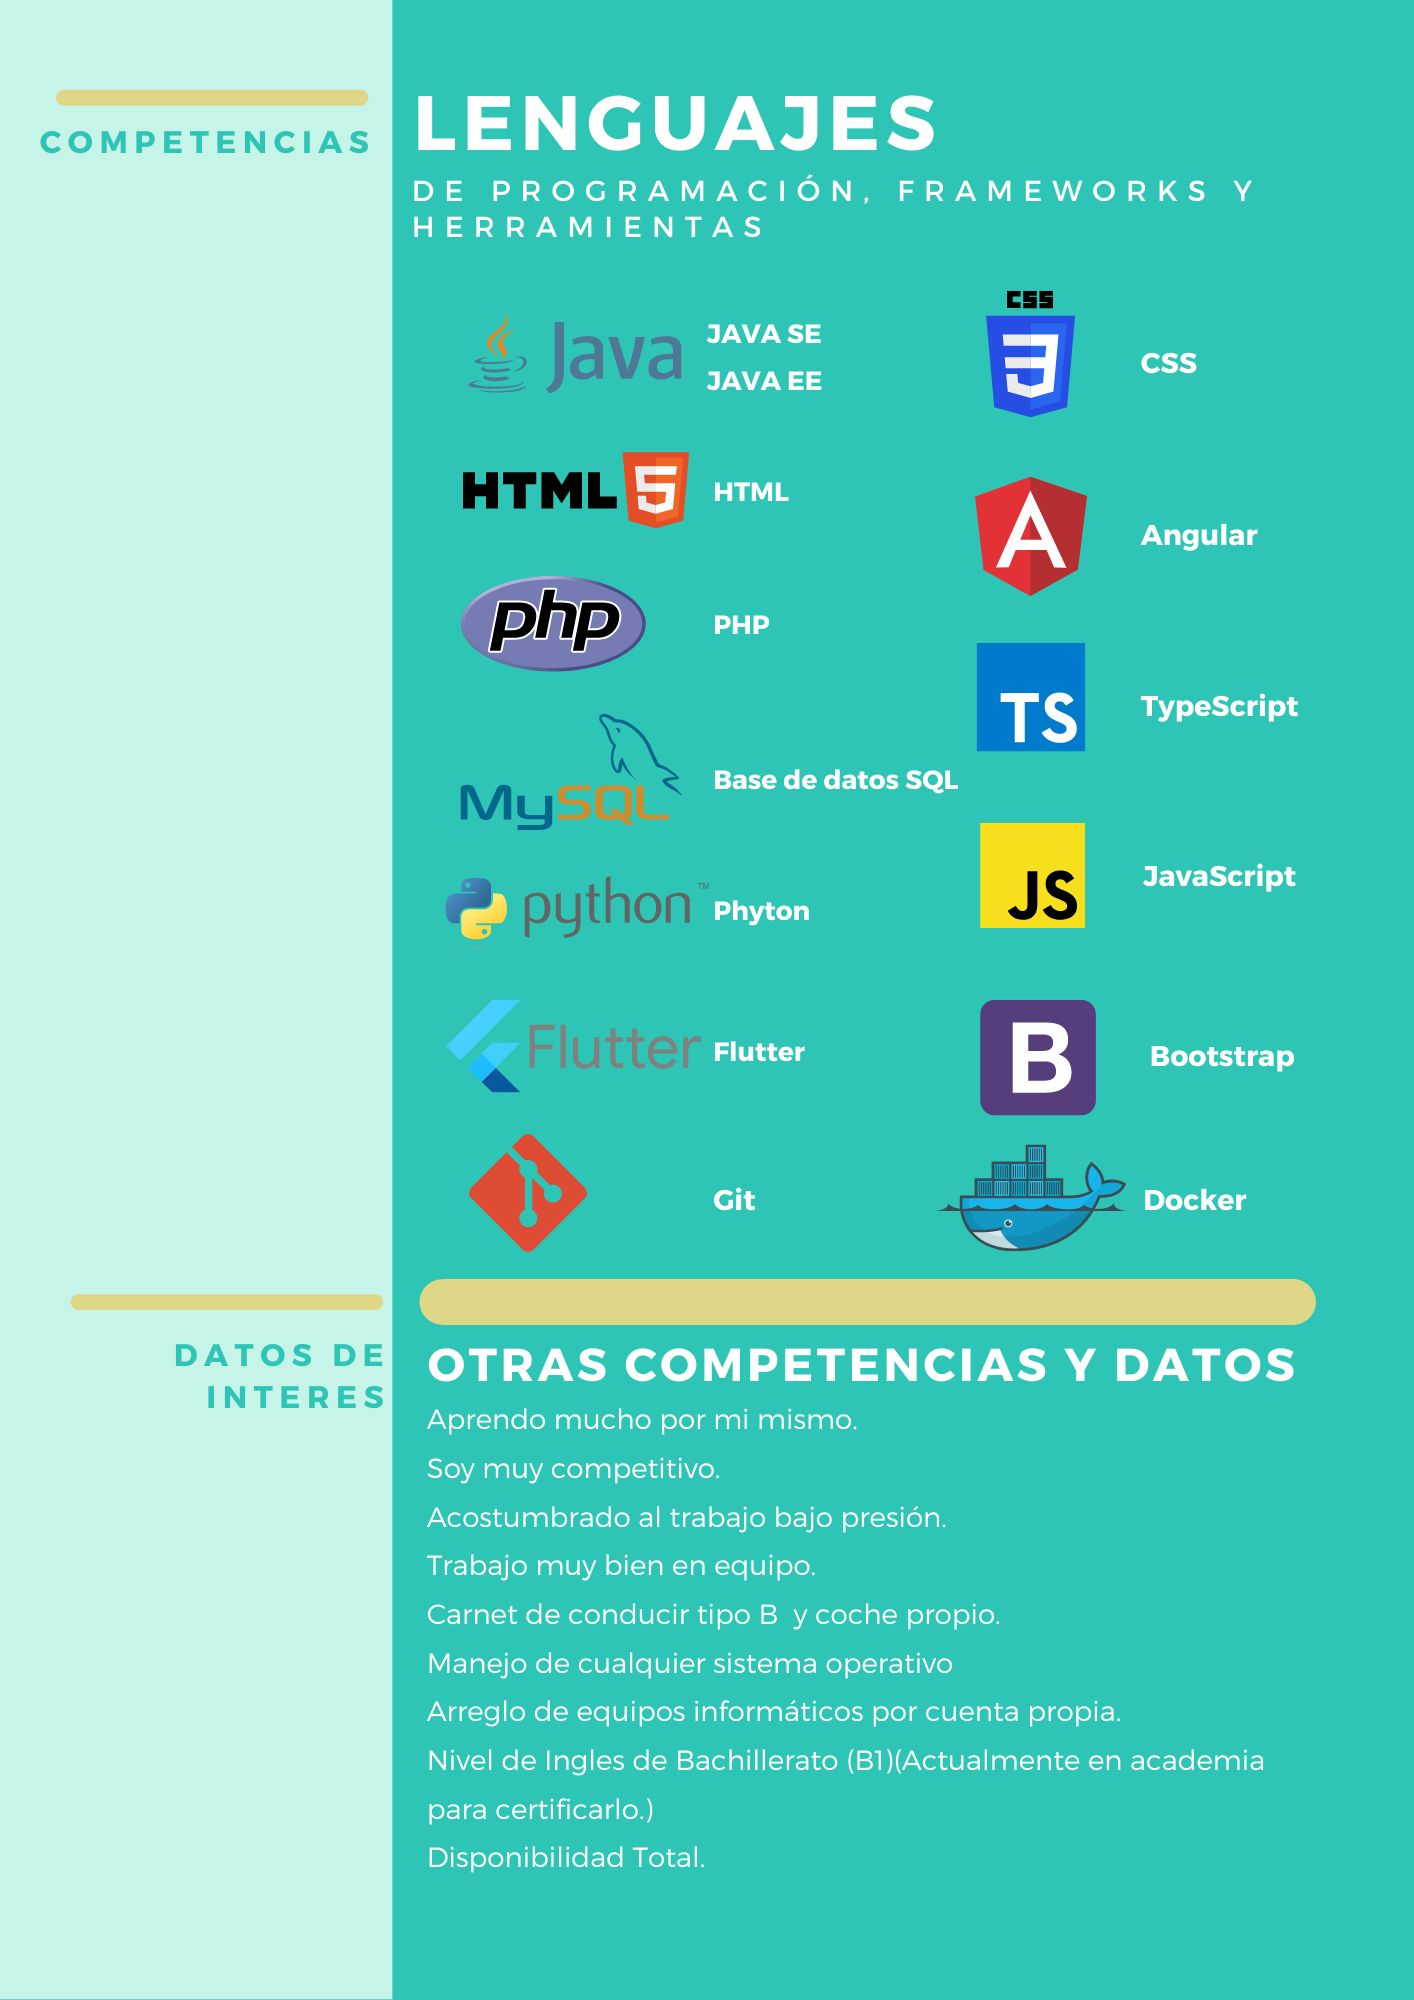 COMPETENCIAS
LENGUAJES
DE PROGRAMACIÓN, FRAMEWORKS Y
HERRAMIENTAS
Java
JAVA SE
JAVA EE
CSS
3
CSS
HTML 5
HTML
A
Angular
php
PHP
TS
TypeScript
MySQL
Base de datos SQL
JS
JavaScript
python TM
Phyton
Flutter
Flutter
B
Bootstrap
Git
Docker
DATOS DE
INTERES
OTRAS COMPETENCIAS Y DATOS
Aprendo mucho por mi mismo.
Soy muy competitivo.
Acostumbrado al trabajo bajo presión.
Trabajo muy bien en equipo.
Carnet de conducir tipo B  y coche propio.
Manejo de cualquier sistema operativo
Arreglo de equipos informáticos por cuenta propia.
Nivel de Ingles de Bachillerato (B1)(Actualmente en academia
para certificarlo.)
Disponibilidad Total.